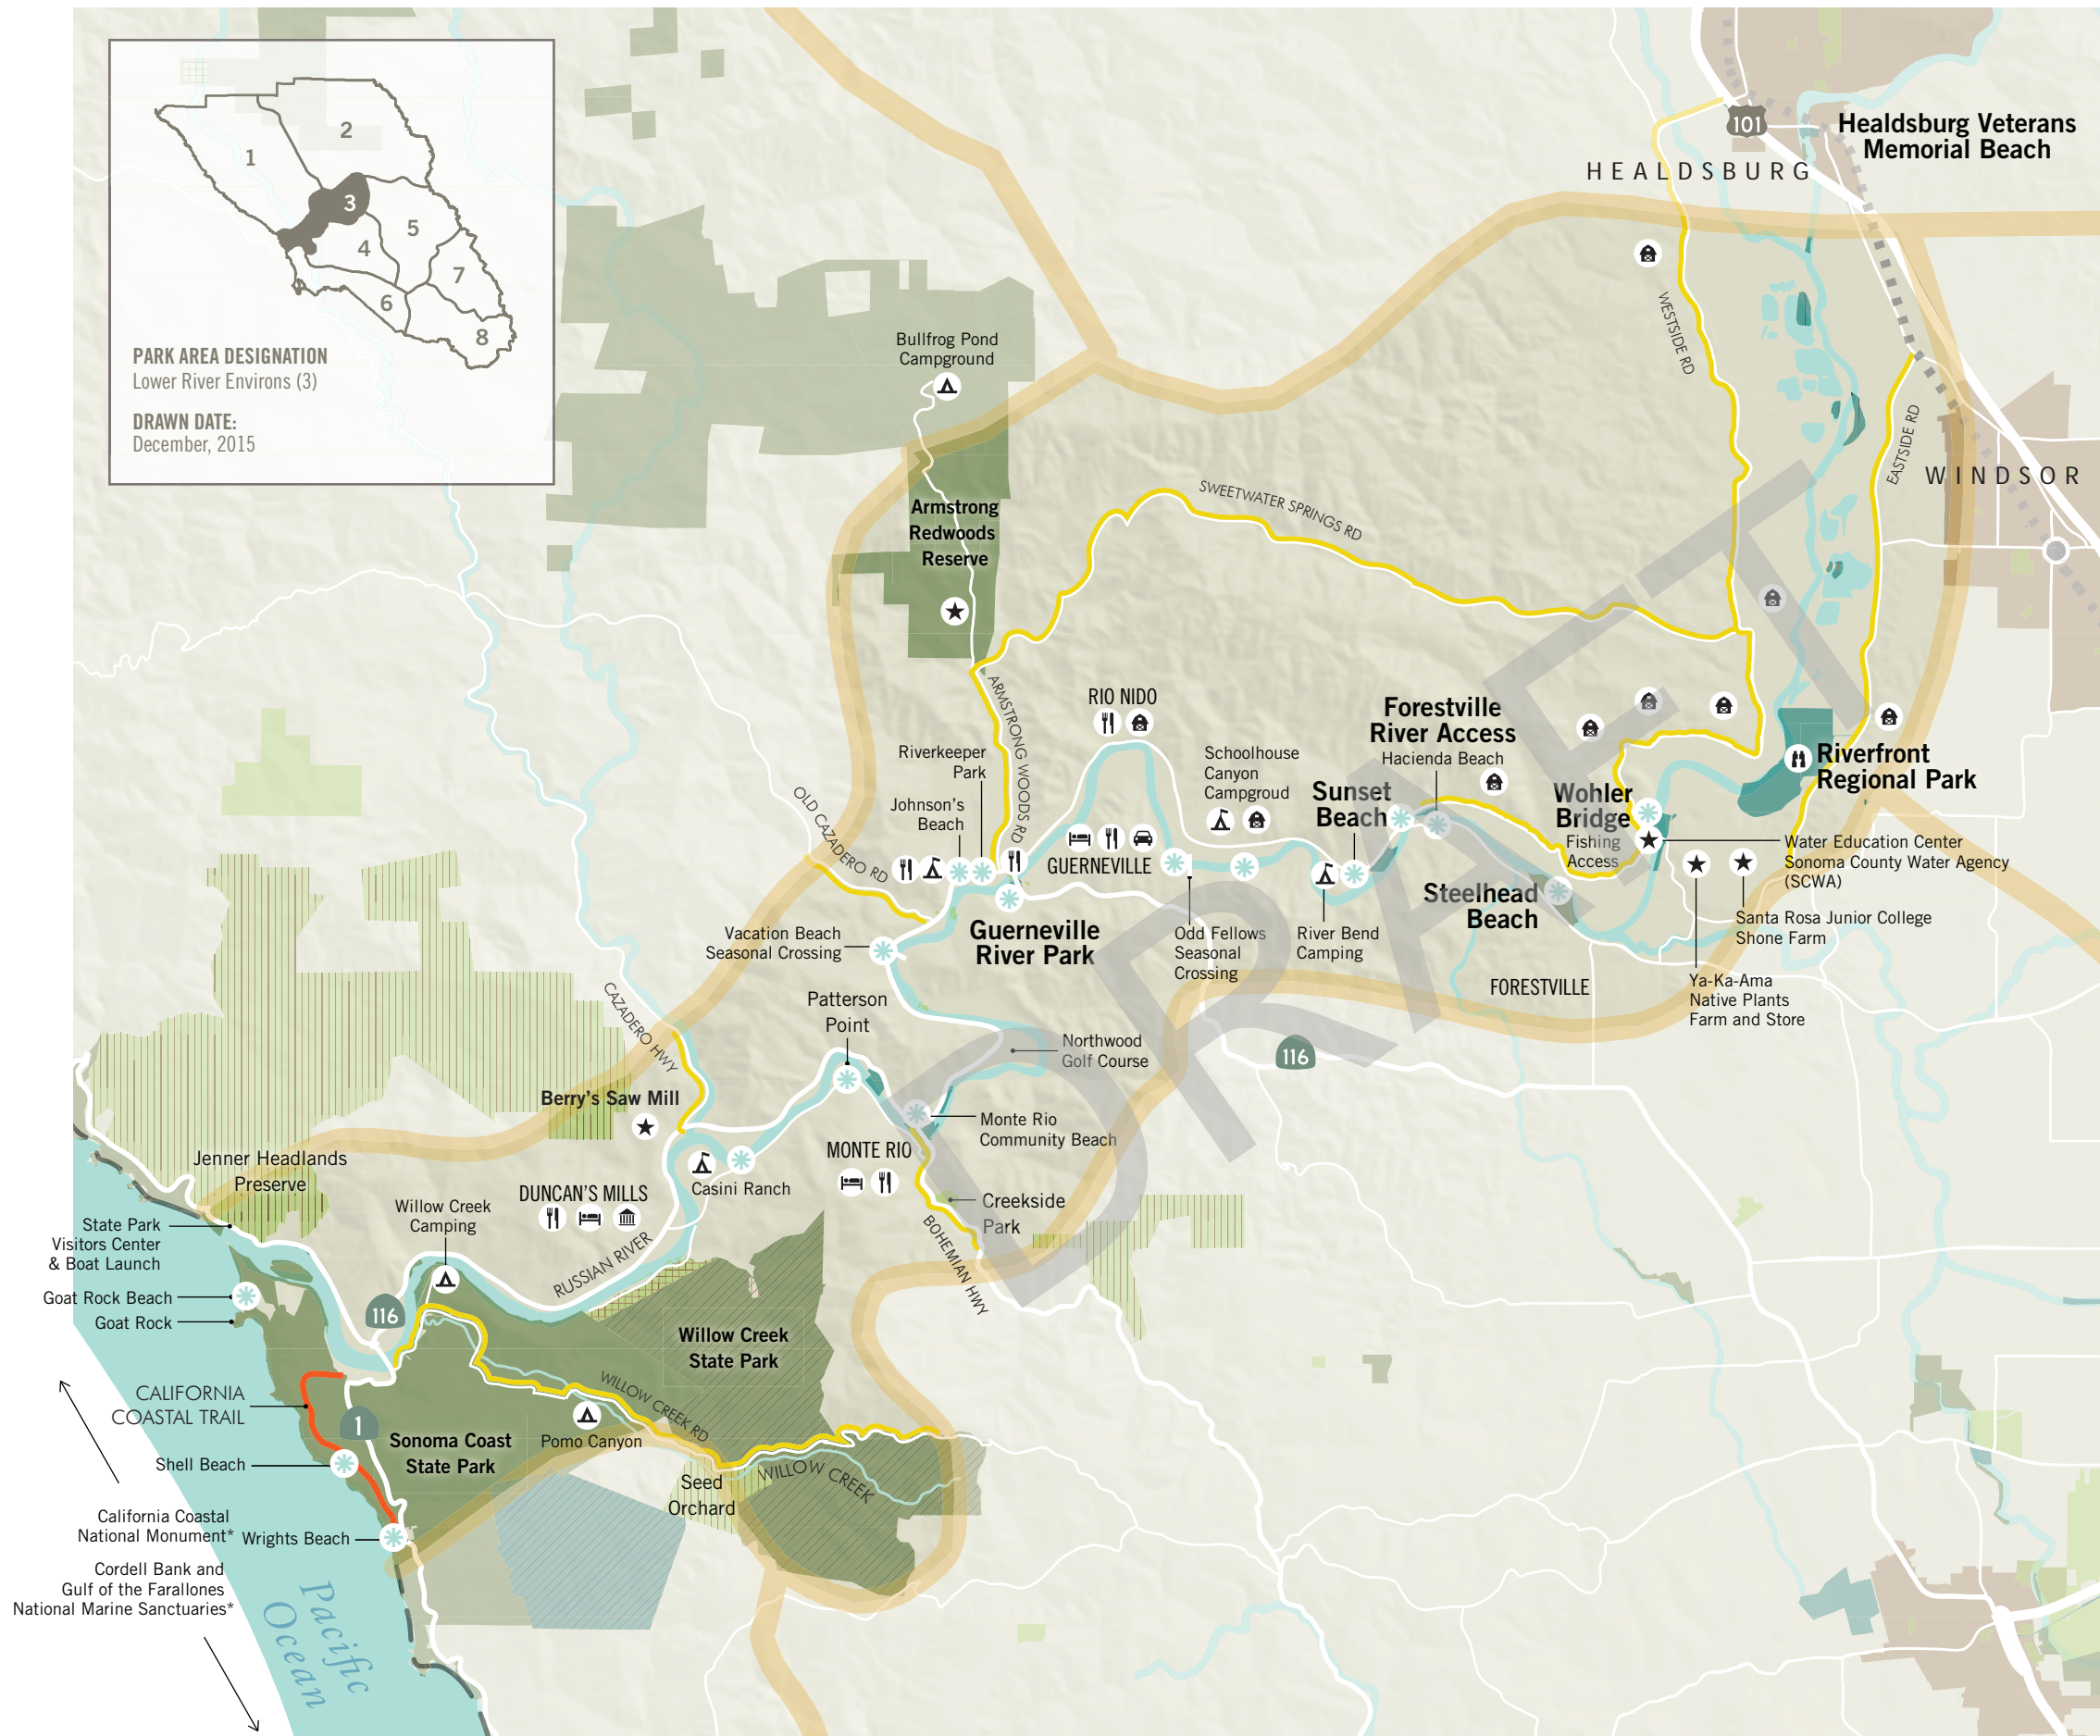 1
2
3
4
5
6
7
8
PARK AREA DESIGNATION
Lower River Environs (3)
DRAWN DATE:
December, 2015
101
Healdsburg Veterans
Memorial Beach
HEALDSBURG
WESTSIDE RD
EASTSIDE RD
WINDSOR
Bullfrog Pond
Campground
Armstrong
Redwoods
Reserve
SWEETWATER SPRINGS RD
ARMSTRONG WOODS RD
RIO NIDO
Riverkeeper
Park
Johnson's
Beach
OLD CAZADERO RD
GUERNEVILLE
Schoolhouse
Canyon
Campgroud
Forestville
River Access
Hacienda Beach
Sunset
Beach
Wohler
Bridge
Fishing
Access
Riverfront
Regional Park
Water Education Center
Sonoma County Water Agency
(SCWA)
Santa Rosa Junior College
Shone Farm
Ya-Ka-Ama
Native Plants
Farm and Store
Steelhead
Beach
FORESTVILLE
Odd Fellows
Seasonal
Crossing
River Bend
Camping
Guerneville
River Park
Vacation Beach
Seasonal Crossing
Patterson
Point
Northwood
Golf Course
116
CAZADERO HWY
Berry's Saw Mill
Monte Rio
Community Beach
MONTE RIO
Casini Ranch
Creekside
Park
BOHEMIAN HWY
DUNCAN'S MILLS
RUSSIAN RIVER
Willow Creek
Camping
Jenner Headlands
Preserve
State Park
Visitors Center
& Boat Launch
Goat Rock Beach
Goat Rock
116
CALIFORNIA
COASTAL TRAIL
1
Shell Beach
Sonoma Coast
State Park
Willow Creek
State Park
WILLOW CREEK RD
Pomo Canyon
Seed
Orchard
WILLOW CREEK
California Coastal
National Monument*
Wrights Beach
Cordell Bank and
Gulf of the Farallones
National Marine Sanctuaries*
Pacific
Ocean
DRAFT